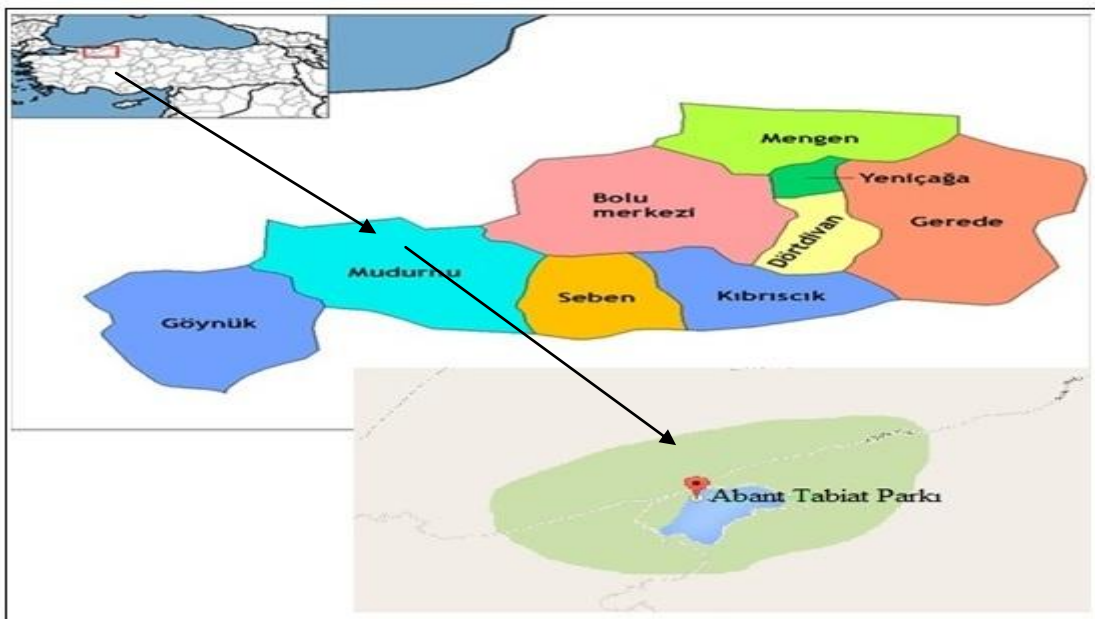 Mengen
Yeniçağa
Bolu
merkezi
Gerede
Dörtdivan
Mudurnu
Seben
Kıbrıscık
Göynük
Abant Tabiat Parkı